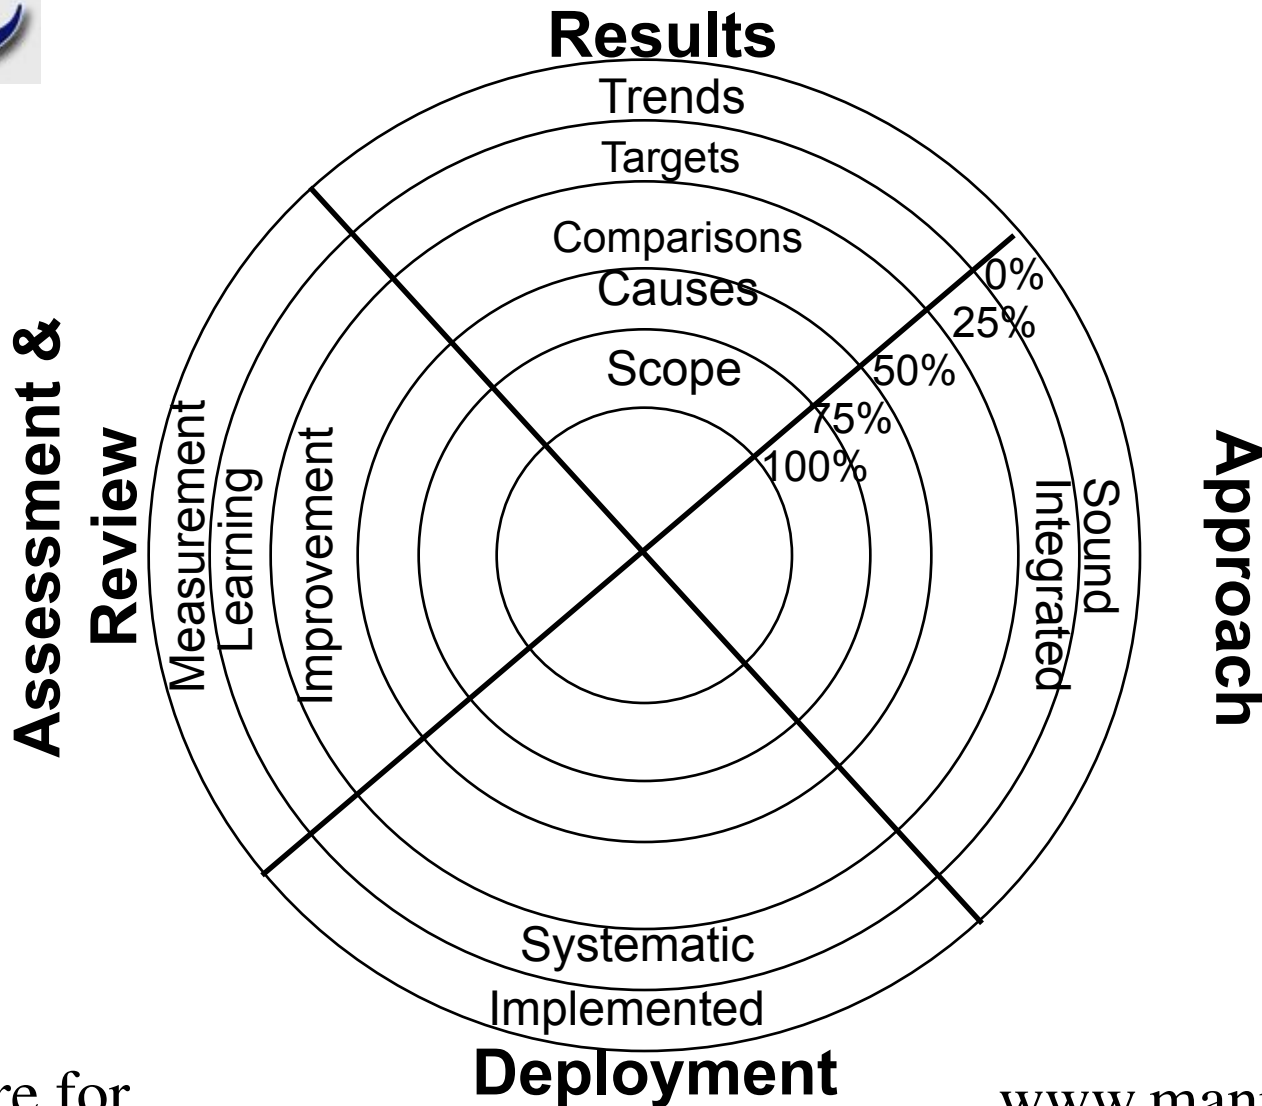 Results
Trends
Targets
Comparisons
Causes
Scope
0%
25%
50%
75%
100%
Assessment &
Review
Measurement
Learning
Improvement
Integrated
Sound
Approach
Systematic
Implemented
Deployment
for